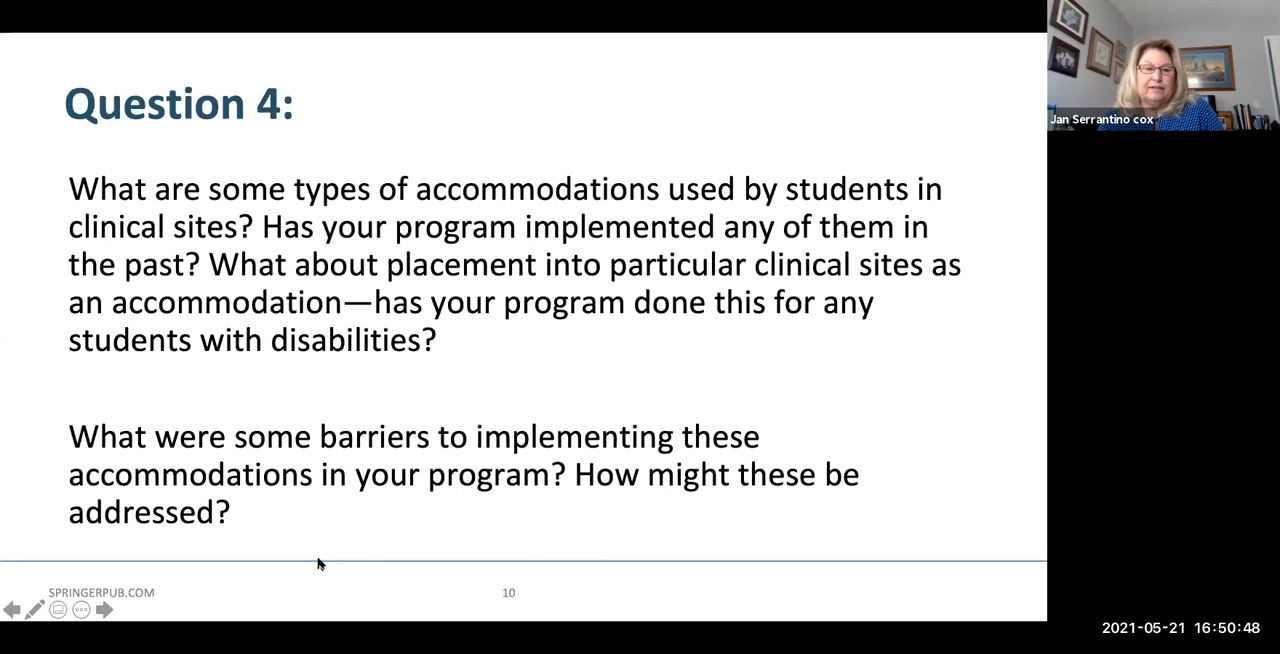 Question 4:
What are some types of accommodations used by students in
clinical sites? Has your program implemented any of them in
the past? What about placement into particular clinical sites as
an accommodation—has your program done this for any
students with disabilities?
What were some barriers to implementing these
accommodations in your program? How might these be
addressed?
SPRINGERPUB.COM
10
Jan Serrantino cox
2021-05-21 16:50:48